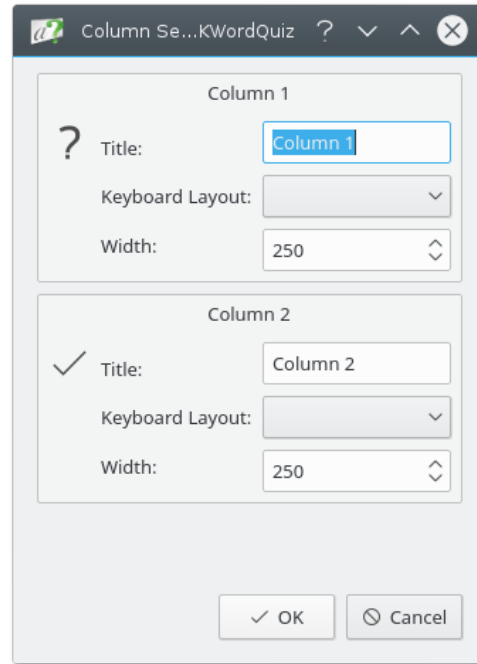 Column Se...KWordQuiz
Column 1
Title: Column 1
Keyboard Layout:
Width: 250
Column 2
Title: Column 2
Keyboard Layout:
Width: 250
OK Cancel